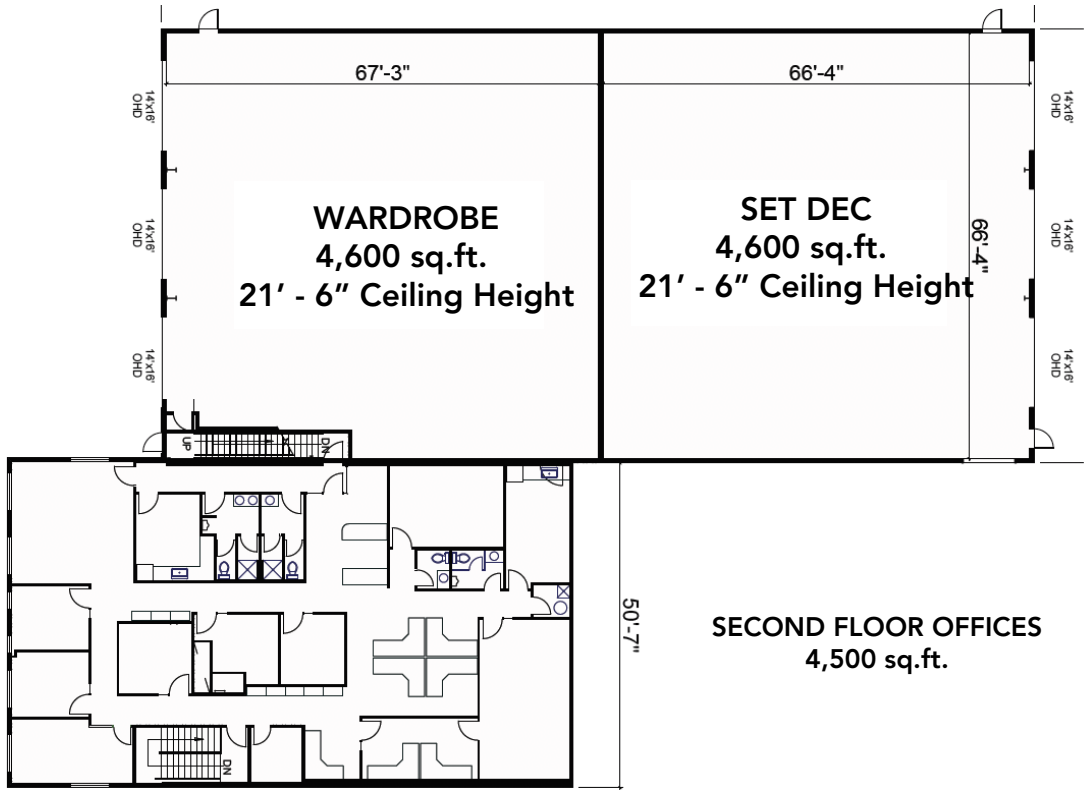 67'-3"
66'-4"
14'x16'
OHD
14'x16'
OHD
WARDROBE
4,600 sq.ft.
21' - 6” Ceiling Height
SET DEC
4,600 sq.ft.
21' - 6” Ceiling Height
66'-4"
14'x16'
OHD
14'x16'
OHD
14'x16'
OHD
14'x16'
OHD
UP
DN
50'-7"
SECOND FLOOR OFFICES
4,500 sq.ft.
DN